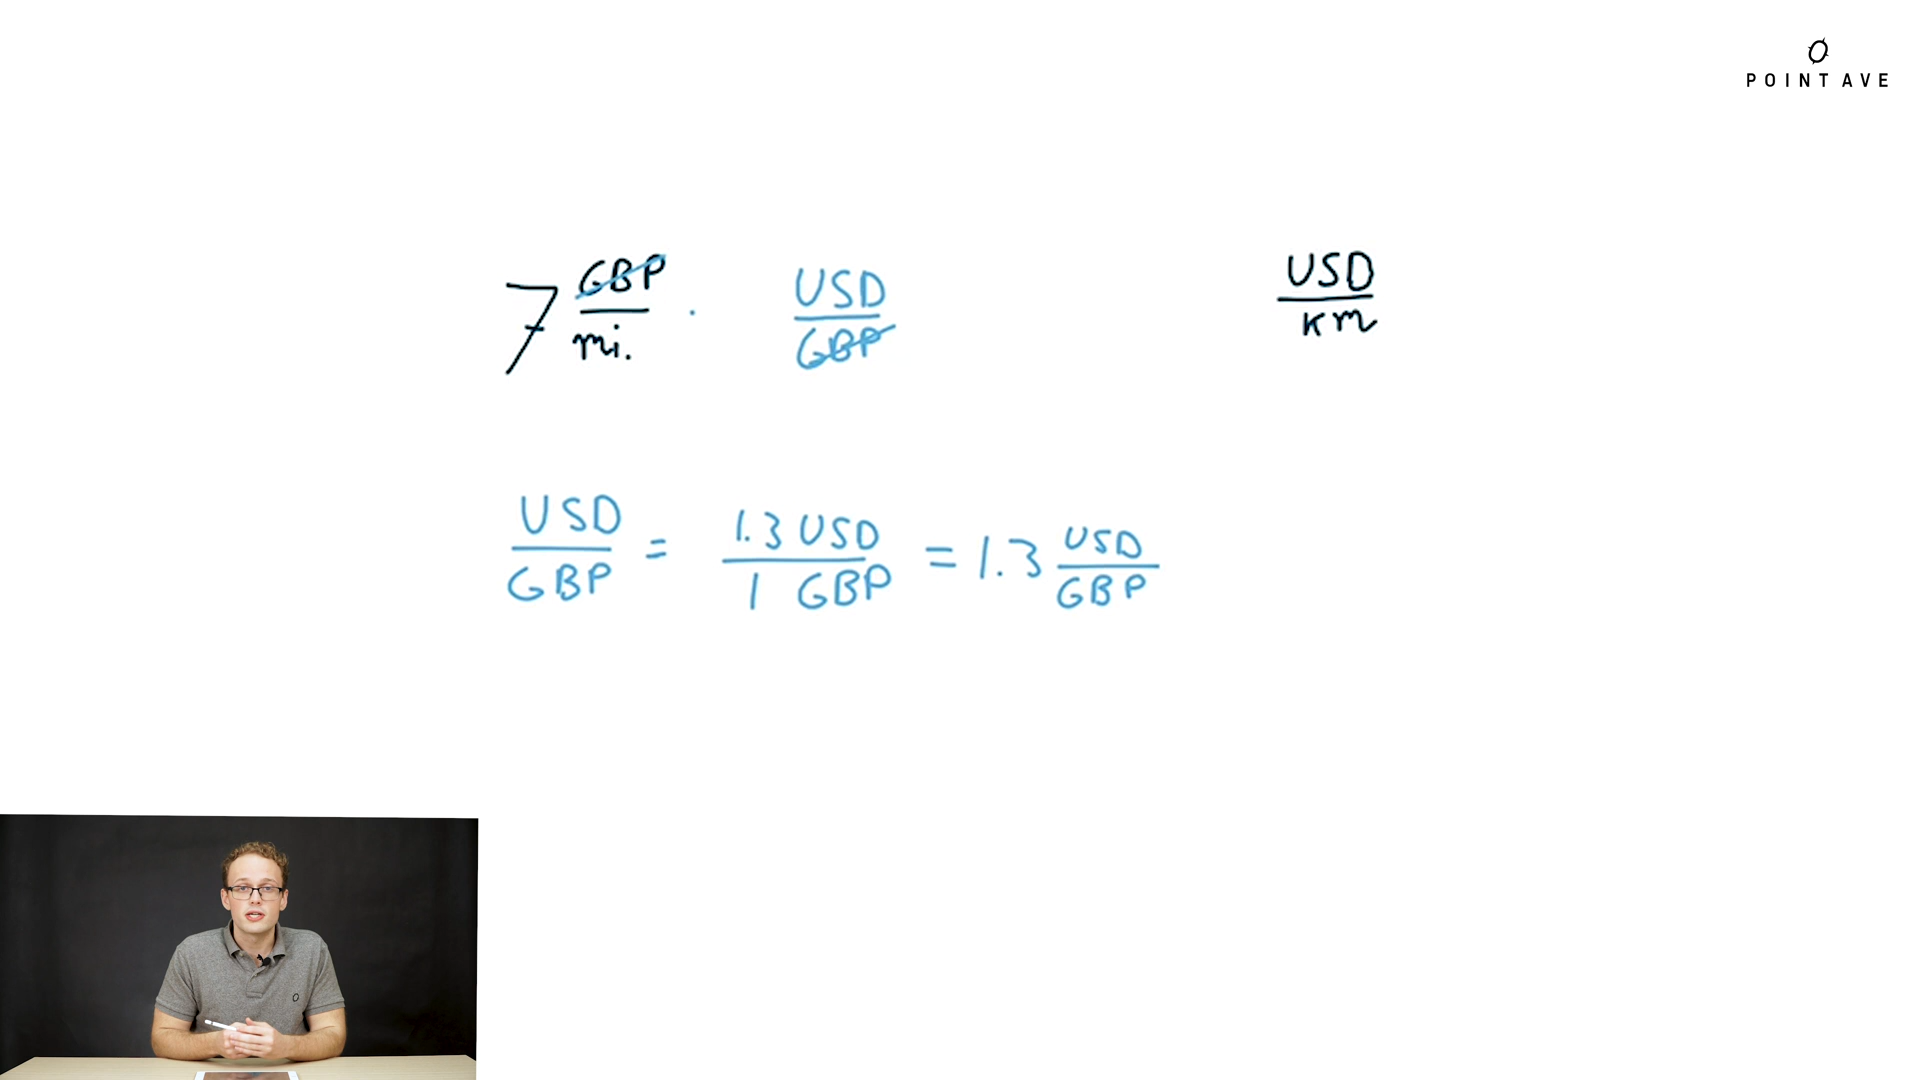 POINT AVE
7 GBP/mi. · USD/GBP USD/km
USD/GBP = 1.3 USD/1 GBP = 1.3 USD/GBP